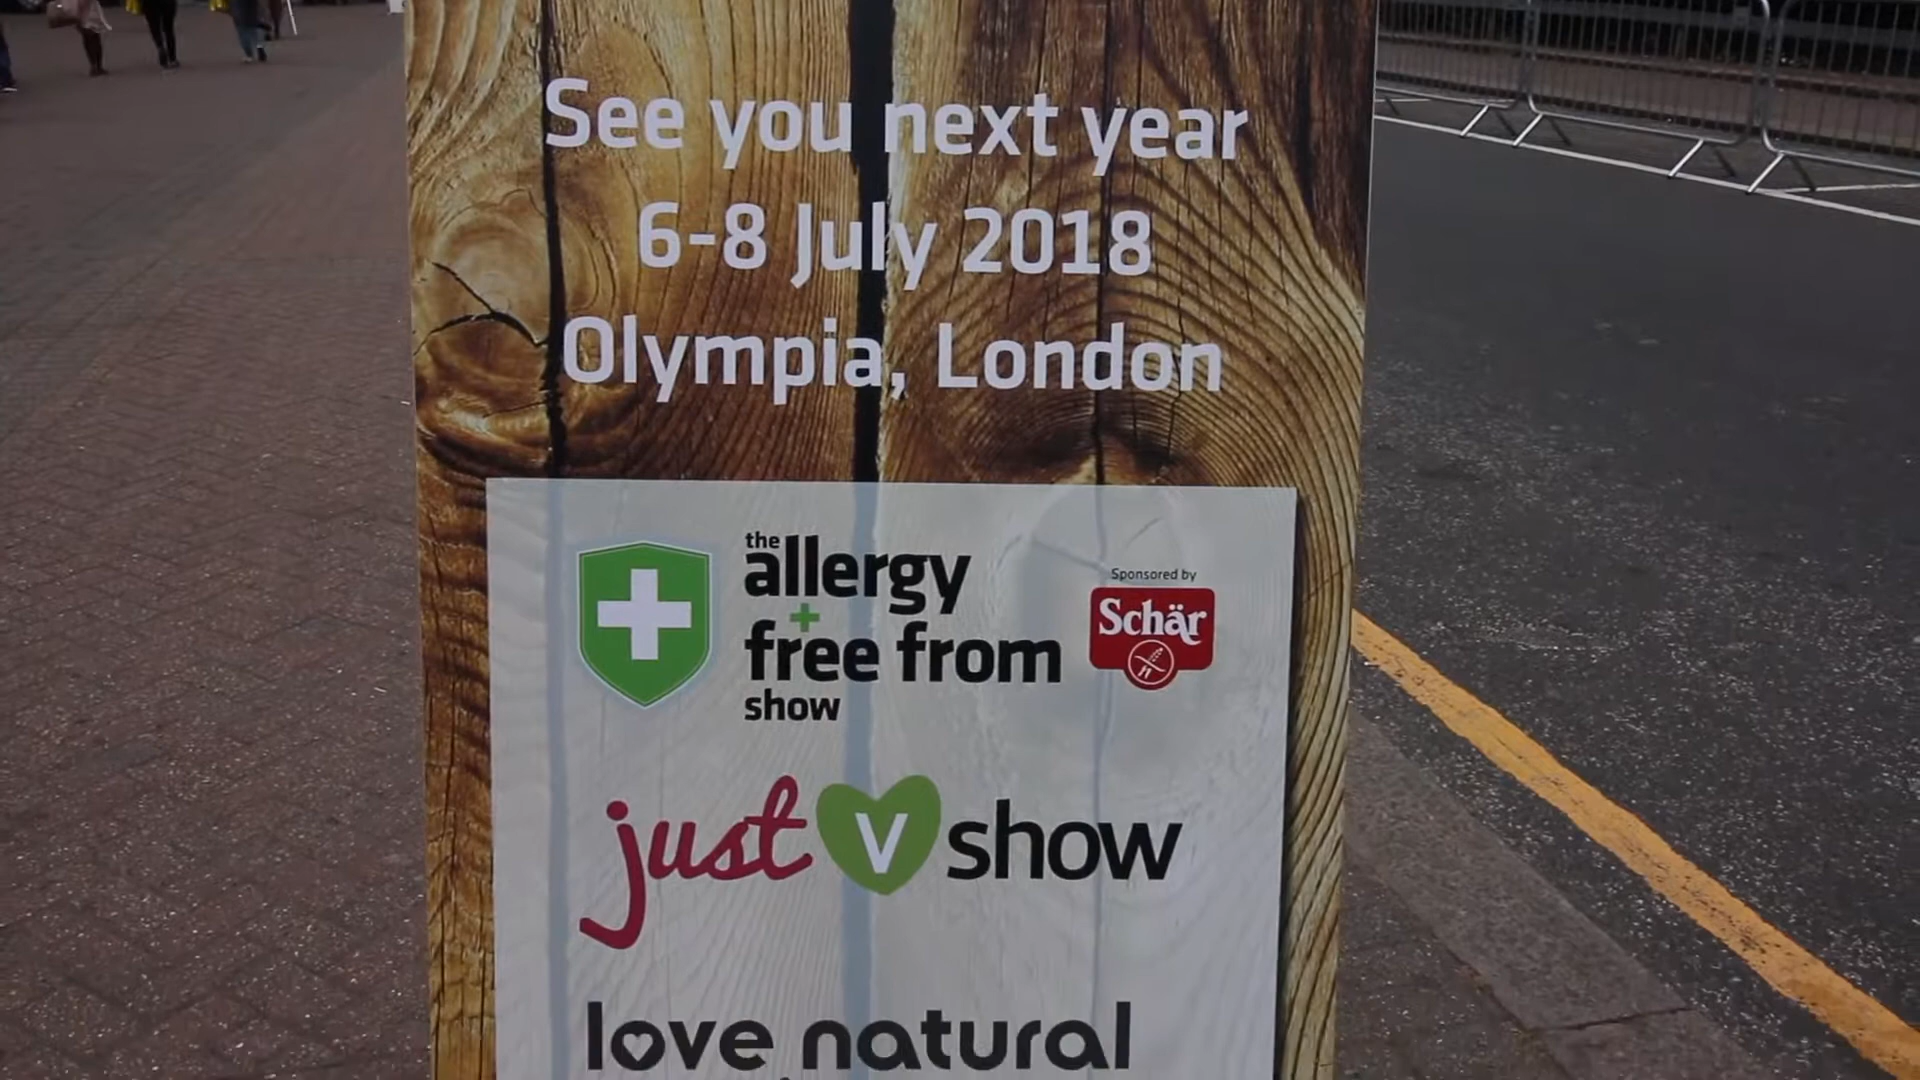 See you next year
6-8 July 2018
Olympia, London
the
allergy
+
free from
show
Sponsored by
Schär
just v show
love natural